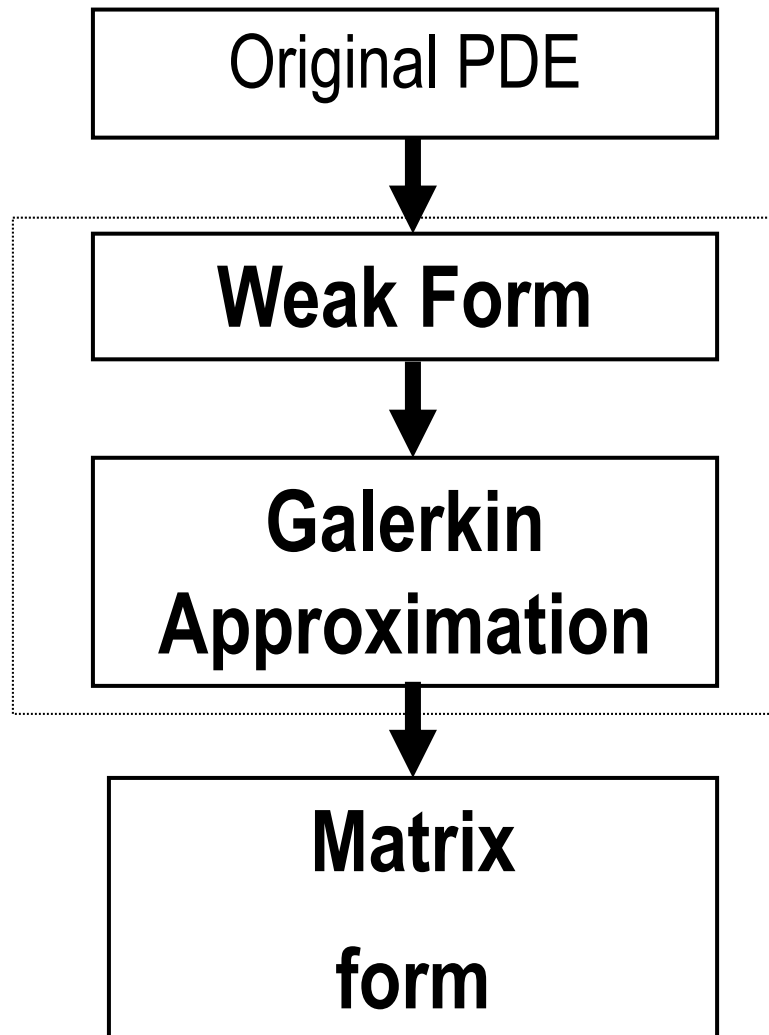 Original PDE
Weak Form
Galerkin
Approximation
Matrix
form